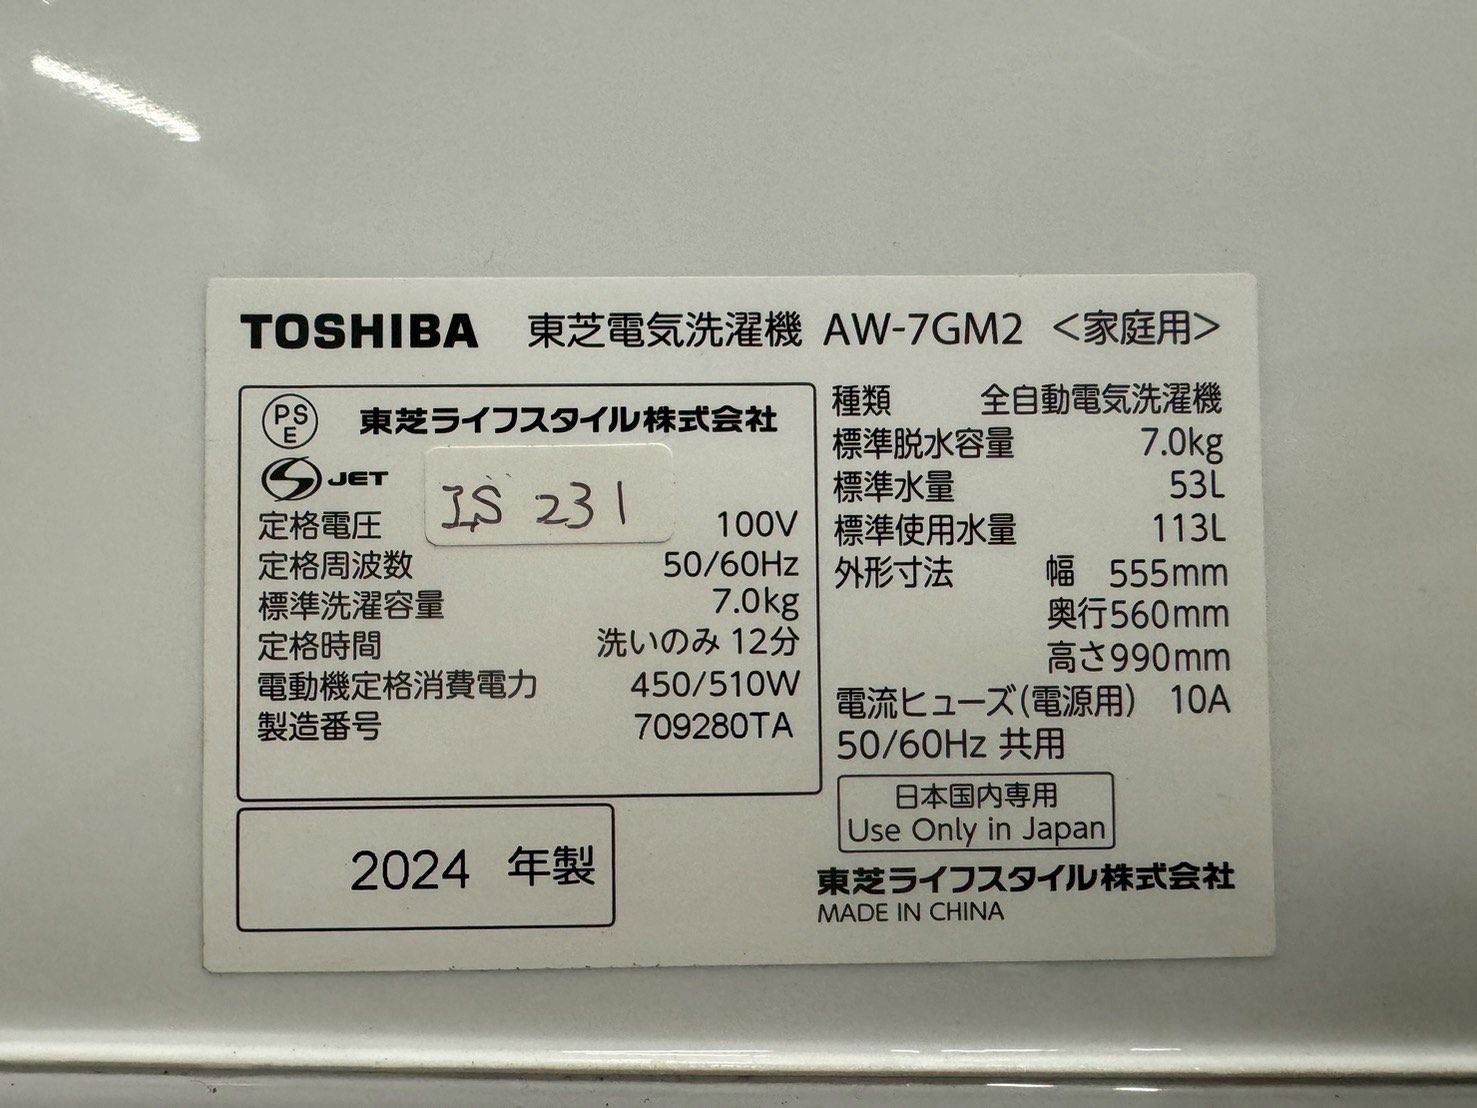 TOSHIBA 東芝電気洗濯機 AW-7GM2 <家庭用>
PSE 東芝ライフスタイル株式会社
S JET
IS 231
定格電圧 100V
定格周波数 50/60Hz
標準洗濯容量 7.0kg
定格時間 洗いのみ 12分
電動機定格消費電力 450/510W
製造番号 709280TA
2024 年製
種類 全自動電気洗濯機
標準脱水容量 7.0kg
標準水量 53L
標準使用水量 113L
外形寸法 幅 555mm
奥行560mm
高さ990mm
電流ヒューズ(電源用) 10A
50/60Hz 共用
日本国内専用
Use Only in Japan
東芝ライフスタイル株式会社
MADE IN CHINA